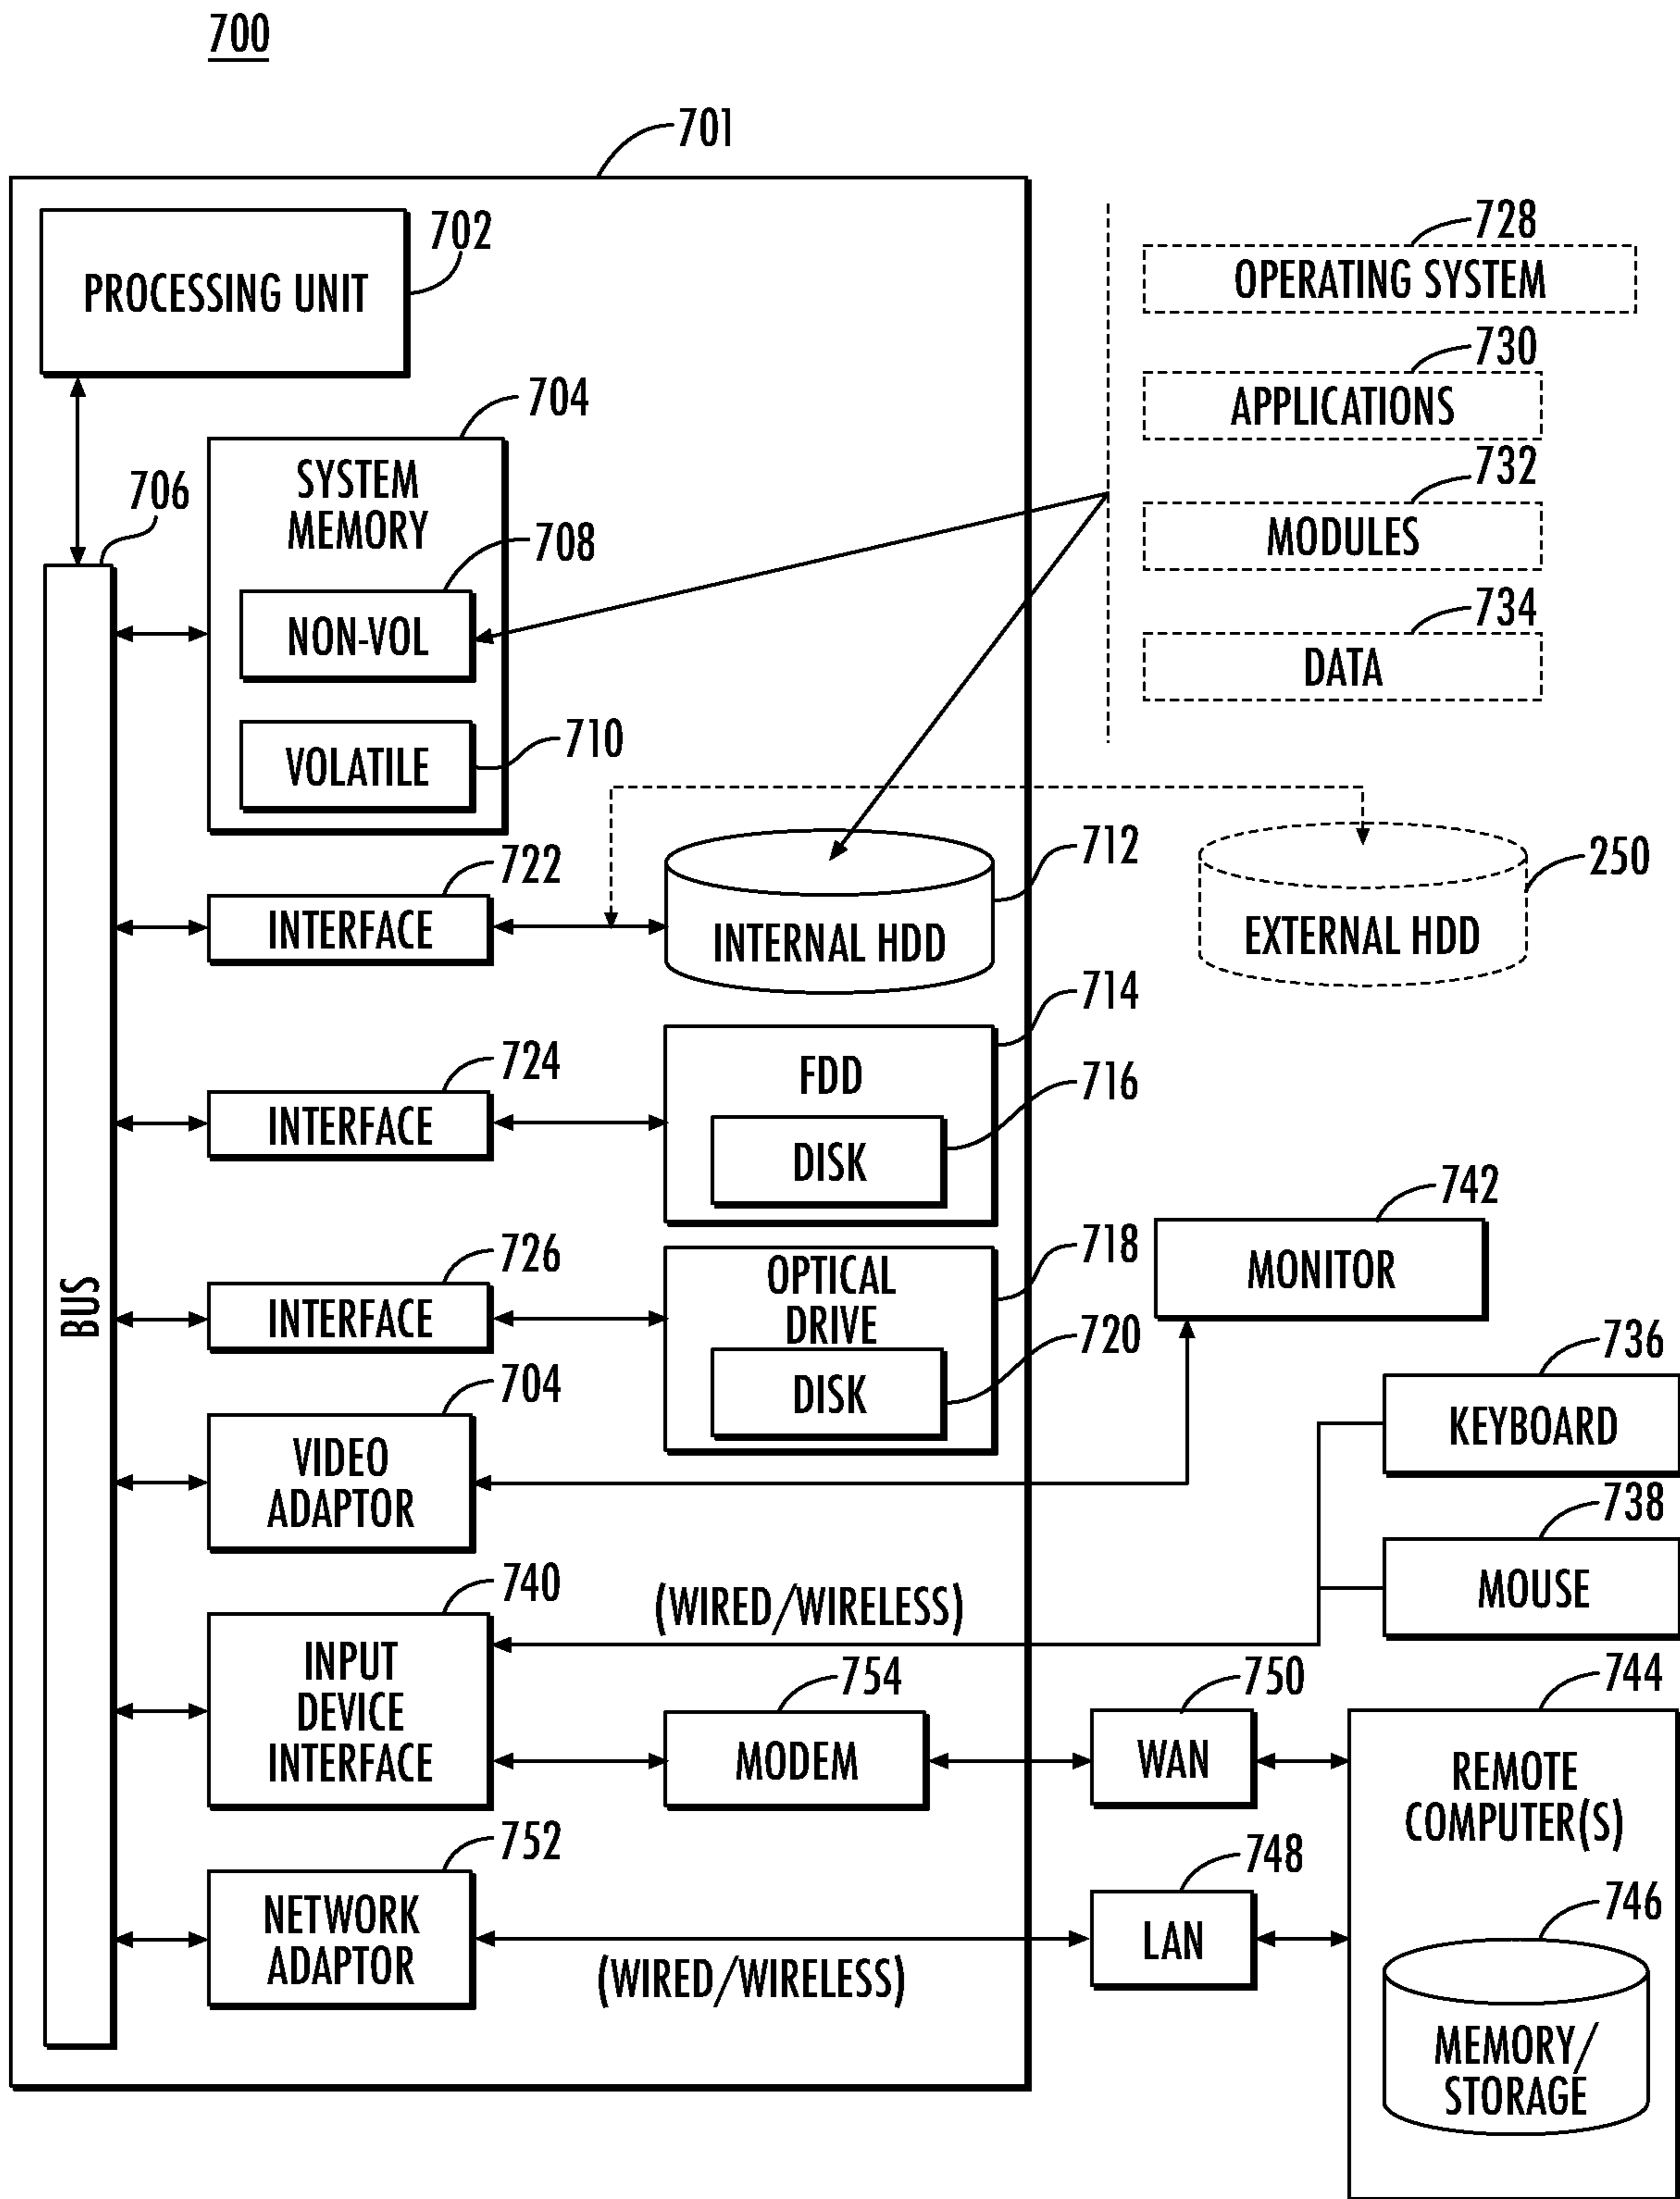 700
701
702
PROCESSING UNIT
728
OPERATING SYSTEM
730
APPLICATIONS
704
SYSTEM
MEMORY
706
732
MODULES
708
NON-VOL
734
DATA
710
VOLATILE
722
INTERFACE
712
INTERNAL HDD
250
EXTERNAL HDD
714
FDD
724
INTERFACE
716
DISK
742
MONITOR
718
OPTICAL
DRIVE
726
INTERFACE
BUS
720
DISK
736
KEYBOARD
704
VIDEO
ADAPTOR
738
MOUSE
740
INPUT
DEVICE
INTERFACE
(WIRED/WIRELESS)
754
MODEM
750
WAN
744
REMOTE
COMPUTER(S)
752
NETWORK
ADAPTOR
(WIRED/WIRELESS)
748
LAN
746
MEMORY/
STORAGE